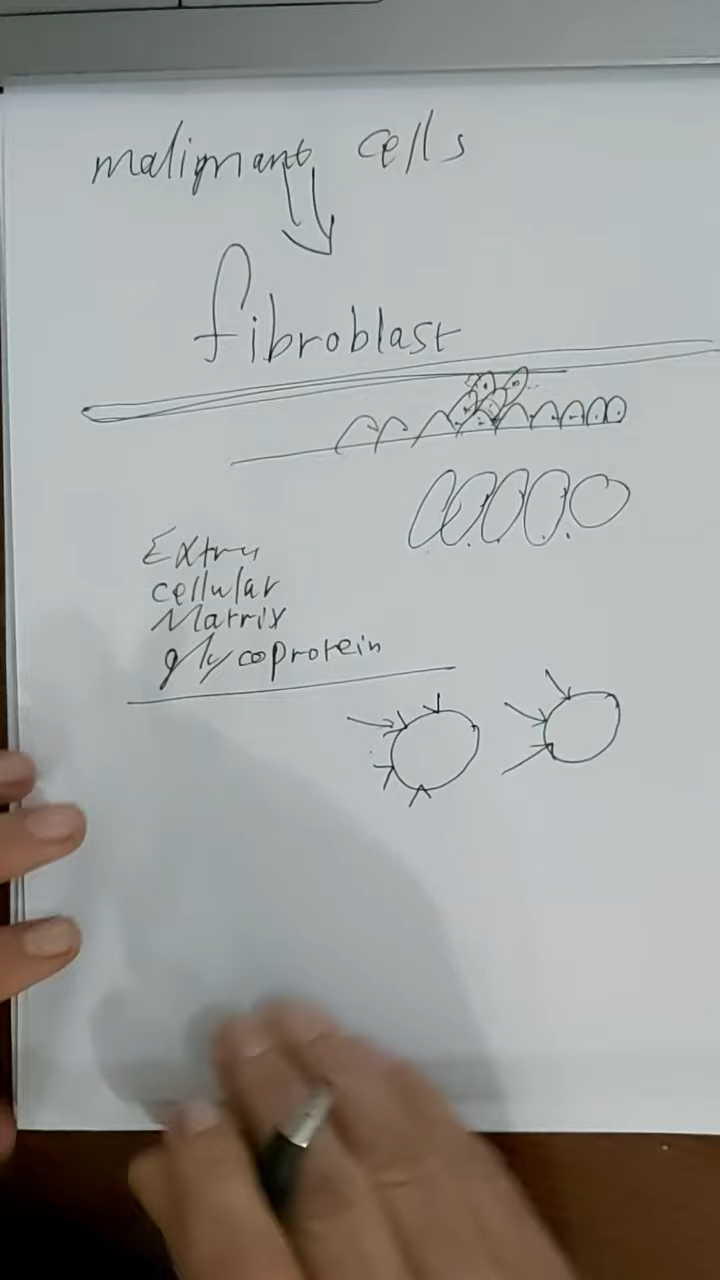 malignant cells
fibroblast
Extra
cellular
Matrix
glycoprotein